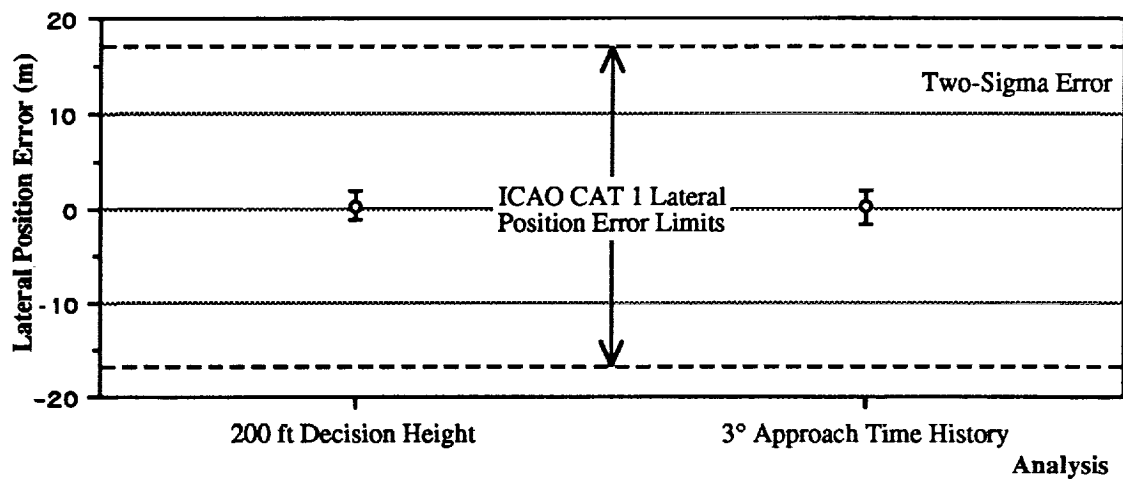 20
10
0
-10
-20
Lateral Position Error (m)
Two-Sigma Error
ICAO CAT 1 Lateral
Position Error Limits
200 ft Decision Height
3° Approach Time History
Analysis